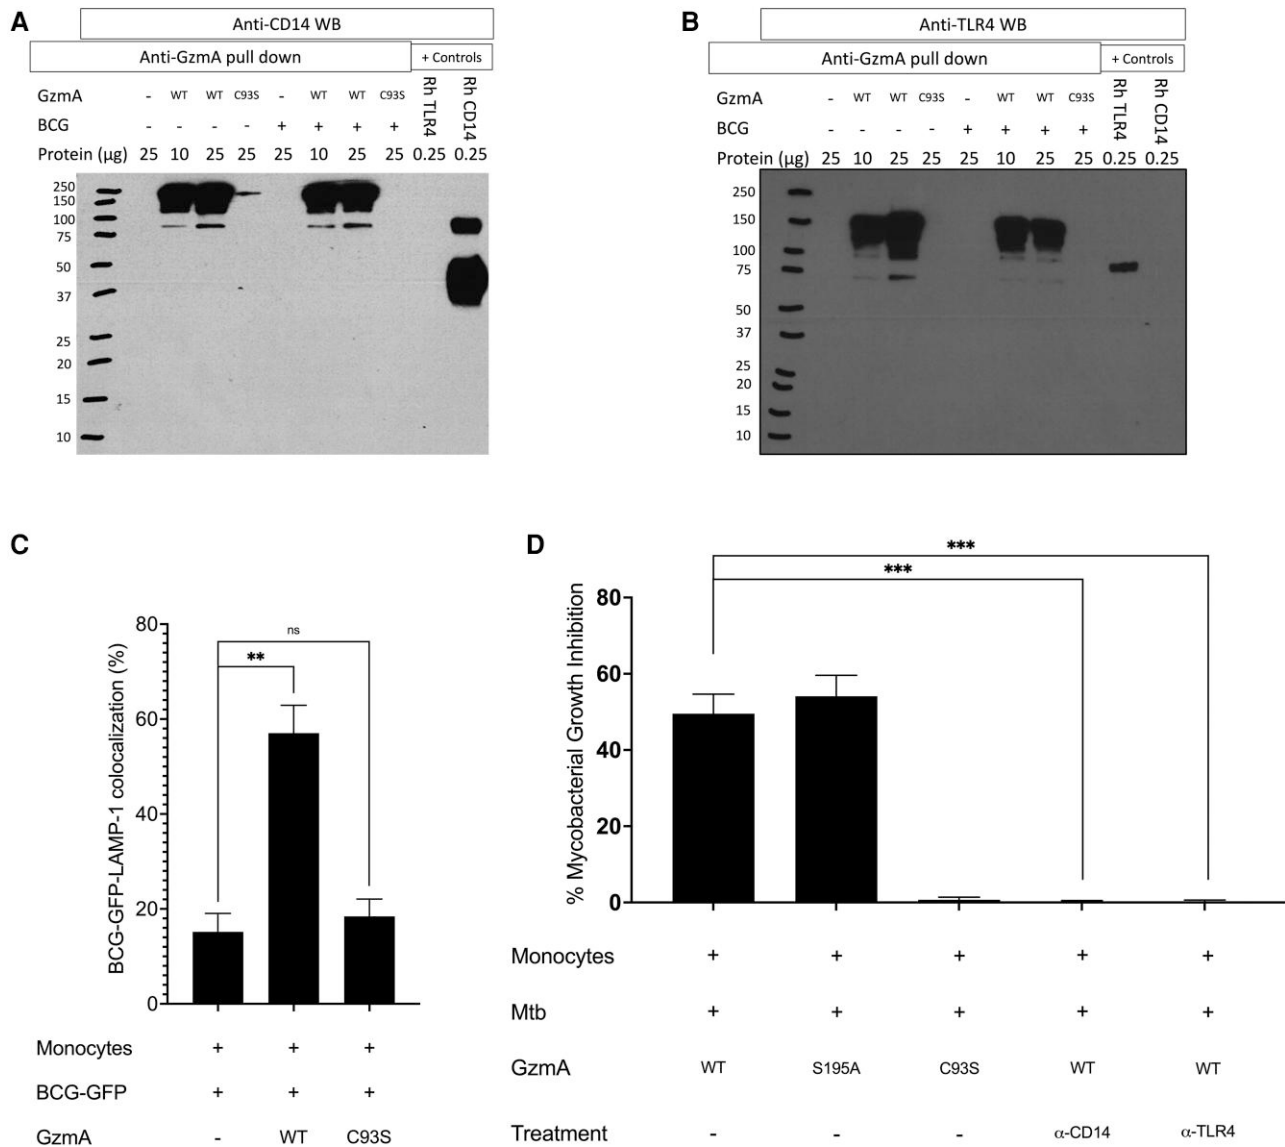 A
Anti-CD14 WB
Anti-GzmA pull down
+ Controls
GzmA - WT WT C93S - WT WT C93S Rh TLR4 Rh CD14
BCG - - - - + + + +
Protein (µg) 25 10 25 25 25 10 25 25 0.25 0.25
250
150
100
75
50
37
25
20
15
10
B
Anti-TLR4 WB
Anti-GzmA pull down
+ Controls
GzmA - WT WT C93S - WT WT C93S Rh TLR4 Rh CD14
BCG - - - - + + + +
Protein (µg) 25 10 25 25 25 10 25 25 0.25 0.25
250
150
100
75
50
37
25
20
15
10
C
BCG-GFP-LAMP-1 colocalization (%)
80
60
40
20
0
ns
**
Monocytes + + +
BCG-GFP + + +
GzmA - WT C93S
D
% Mycobacterial Growth Inhibition
80
60
40
20
0
***
***
Monocytes + + + + +
Mtb + + + + +
GzmA WT S195A C93S WT WT
Treatment - - - α-CD14 α-TLR4